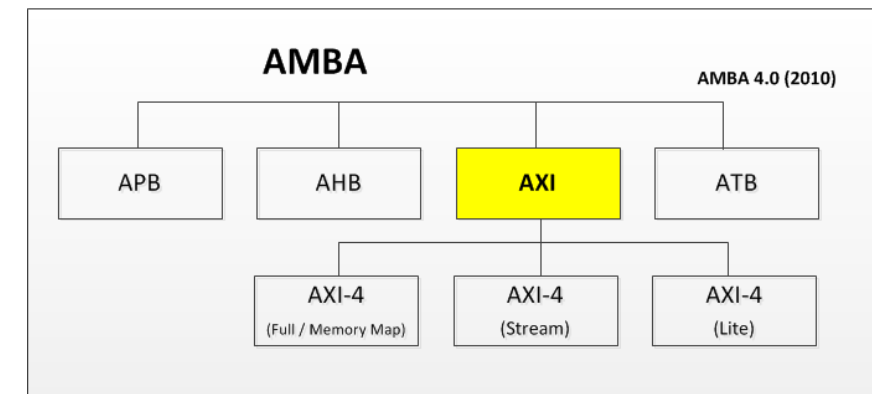 AMBA
AMBA 4.0 (2010)
APB
AHB
AXI
ATB
AXI-4
(Full / Memory Map)
AXI-4
(Stream)
AXI-4
(Lite)